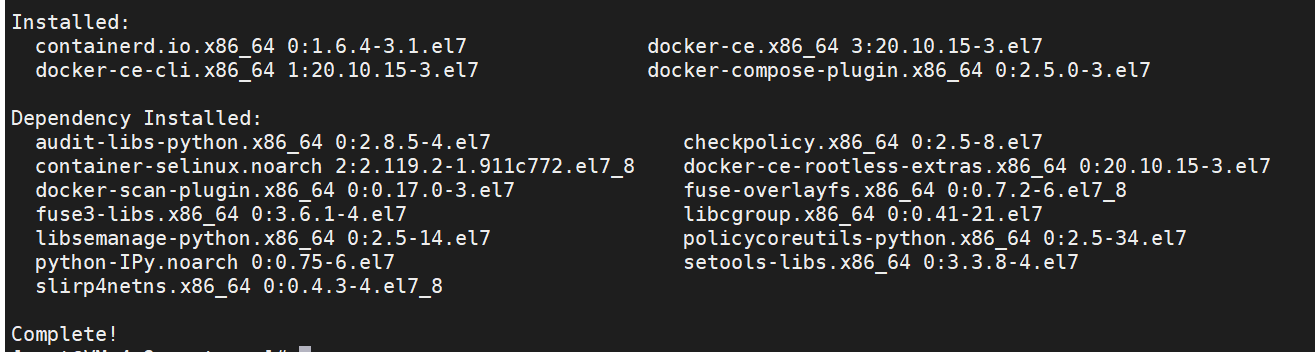 Installed:
containerd.io.x86_64 0:1.6.4-3.1.el7 docker-ce.x86_64 3:20.10.15-3.el7
docker-ce-cli.x86_64 1:20.10.15-3.el7 docker-compose-plugin.x86_64 0:2.5.0-3.el7
Dependency Installed:
audit-libs-python.x86_64 0:2.8.5-4.el7 checkpolicy.x86_64 0:2.5-8.el7
container-selinux.noarch 2:2.119.2-1.911c772.el7_8 docker-ce-rootless-extras.x86_64 0:20.10.15-3.el7
docker-scan-plugin.x86_64 0:0.17.0-3.el7 fuse-overlayfs.x86_64 0:0.7.2-6.el7_8
fuse3-libs.x86_64 0:3.6.1-4.el7 libcgroup.x86_64 0:0.41-21.el7
libsemanage-python.x86_64 0:2.5-14.el7 policycoreutils-python.x86_64 0:2.5-34.el7
python-IPy.noarch 0:0.75-6.el7 setools-libs.x86_64 0:3.3.8-4.el7
slirp4netns.x86_64 0:0.4.3-4.el7_8
Complete!